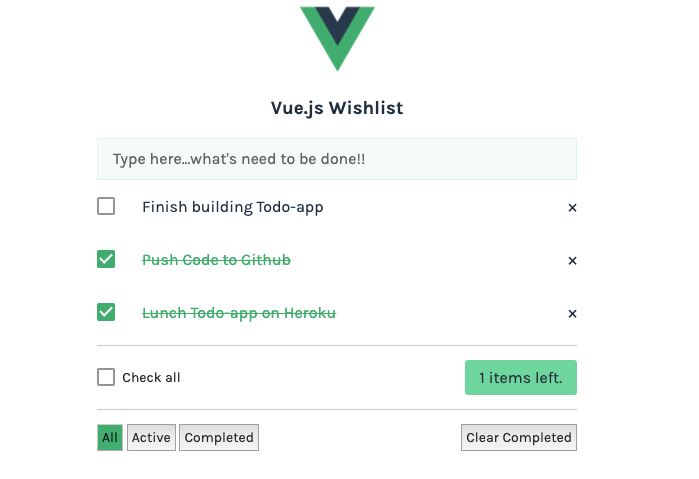 Vue.js Wishlist
Type here...what's need to be done!!
Finish building Todo-app ×
Push Code to Github ×
Lunch Todo-app on Heroku ×
Check all 1 items left.
All Active Completed Clear Completed